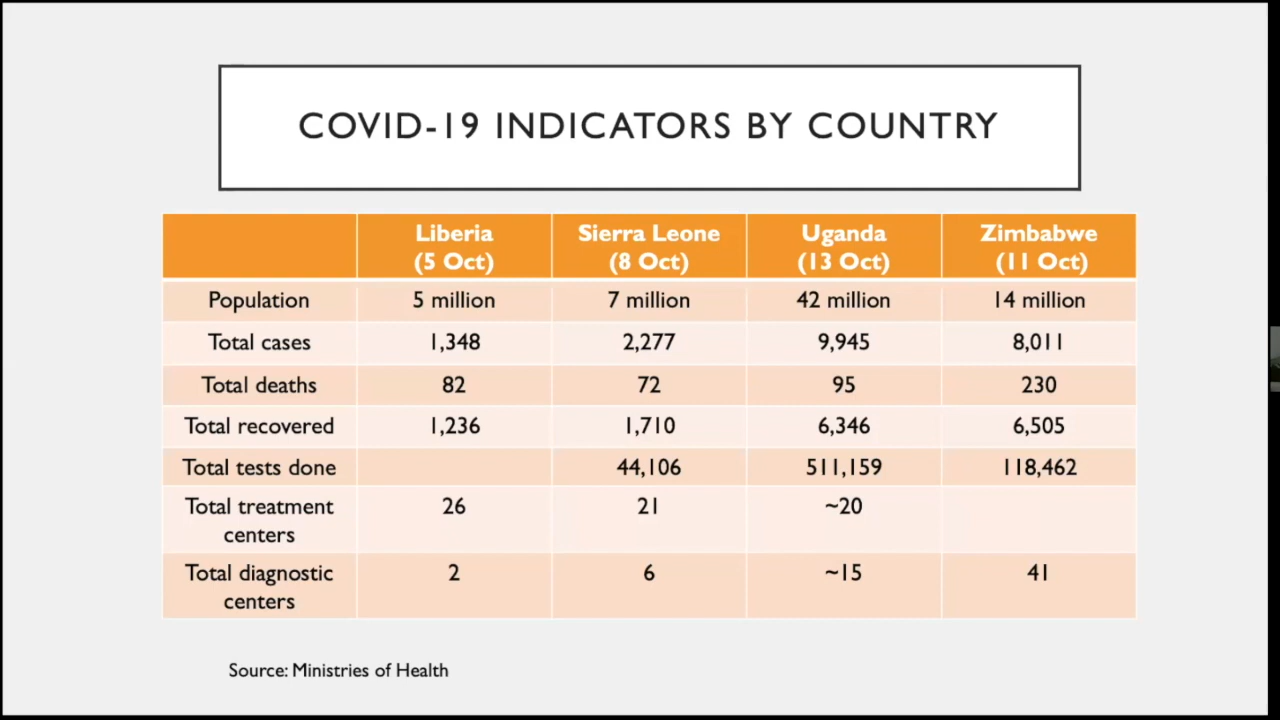 COVID-19 INDICATORS BY COUNTRY
Liberia Sierra Leone Uganda Zimbabwe
(5 Oct) (8 Oct) (13 Oct) (11 Oct)
Population 5 million 7 million 42 million 14 million
Total cases 1,348 2,277 9,945 8,011
Total deaths 82 72 95 230
Total recovered 1,236 1,710 6,346 6,505
Total tests done 44,106 511,159 118,462
Total treatment 26 21 ~20
centers
Total diagnostic 2 6 ~15 41
centers
Source: Ministries of Health